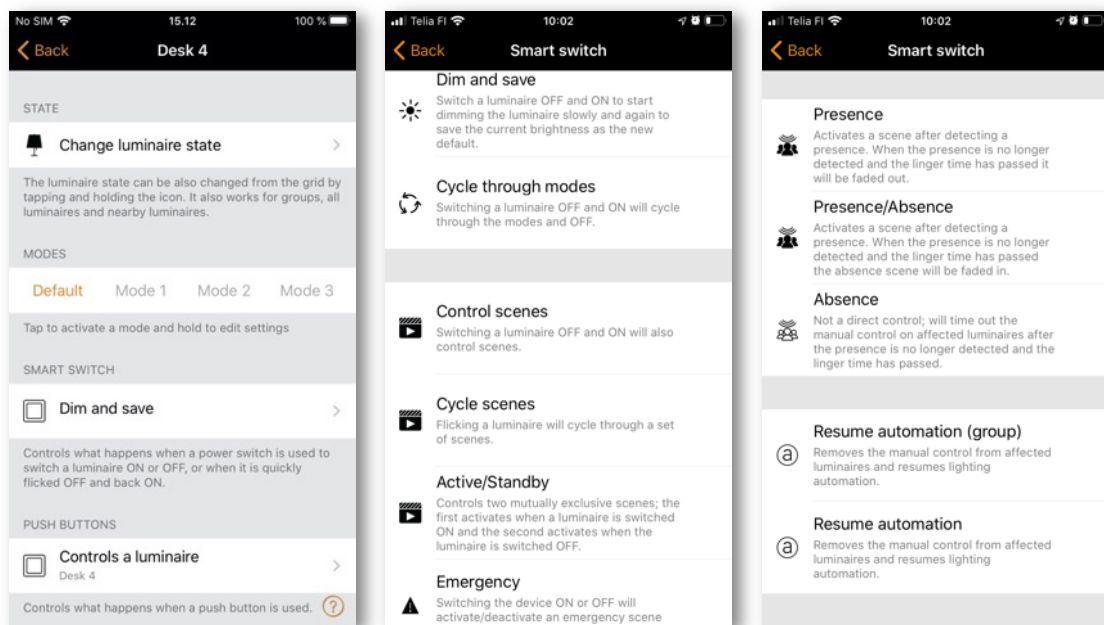 No SIM 15.12 100 %
Back Desk 4
STATE
Change luminaire state
The luminaire state can be also changed from the grid by
tapping and holding the icon. It also works for groups, all
luminaires and nearby luminaires.
MODES
Default Mode 1 Mode 2 Mode 3
Tap to activate a mode and hold to edit settings
SMART SWITCH
Dim and save
Controls what happens when a power switch is used to
switch a luminaire ON or OFF, or when it is quickly
flicked OFF and back ON.
PUSH BUTTONS
Controls a luminaire
Desk 4
Controls what happens when a push button is used. ?
Telia FI 10:02
Back Smart switch
Dim and save
Switch a luminaire OFF and ON to start
dimming the luminaire slowly and again to
save the current brightness as the new
default.
Cycle through modes
Switching a luminaire OFF and ON will cycle
through the modes and OFF.
Control scenes
Switching a luminaire OFF and ON will also
control scenes.
Cycle scenes
Flicking a luminaire will cycle through a set
of scenes.
Active/Standby
Controls two mutually exclusive scenes; the
first activates when a luminaire is switched
ON and the second activates when the
luminaire is switched OFF.
Emergency
Switching the device ON or OFF will
activate/deactivate an emergency scene
Telia FI 10:02
Back Smart switch
Presence
Activates a scene after detecting a
presence. When the presence is no longer
detected and the linger time has passed it
will be faded out.
Presence/Absence
Activates a scene after detecting a
presence. When the presence is no longer
detected and the linger time has passed
the absence scene will be faded in.
Absence
Not a direct control; will time out the
manual control on affected luminaires after
the presence is no longer detected and the
linger time has passed.
Resume automation (group)
a
Removes the manual control from affected
luminaires and resumes lighting
automation.
Resume automation
a
Removes the manual control from affected
luminaires and resumes lighting
automation.